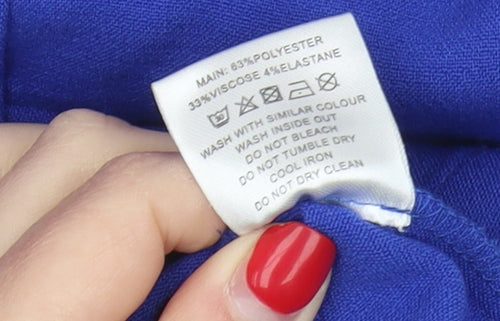 MAIN: 63%POLYESTER
33%VISCOSE 4%ELASTANE
30
WASH WITH SIMILAR COLOUR
WASH INSIDE OUT
DO NOT BLEACH
DO NOT TUMBLE DRY
COOL IRON
DO NOT DRY CLEAN